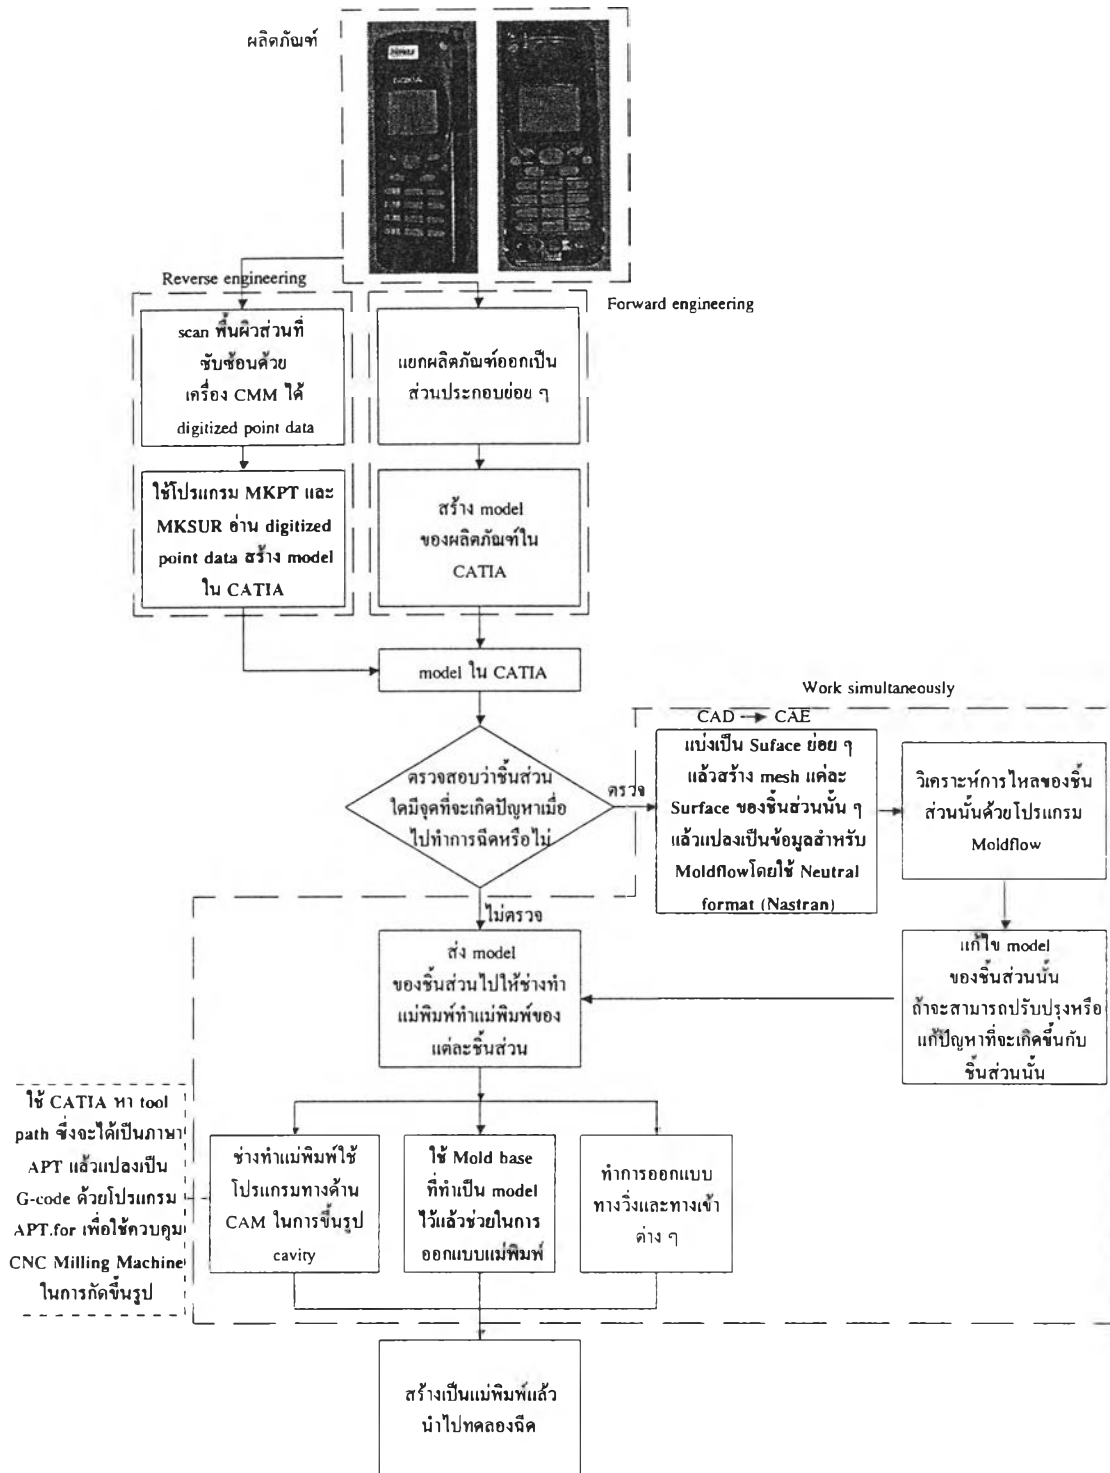 ผลิตภัณฑ์
NOKIA
Reverse engineering
Forward engineering
scan พื้นผิวส่วนที่
ซับซ้อนด้วย
เครื่อง CMM ได้
digitized point data
แยกผลิตภัณฑ์ออกเป็น
ส่วนประกอบย่อย ๆ
ใช้โปรแกรม MKPT และ
MKSUR อ่าน digitized
point data สร้าง model
ใน CATIA
สร้าง model
ของผลิตภัณฑ์ใน
CATIA
model ใน CATIA
Work simultaneously
CAD → CAE
ตรวจสอบว่าชิ้นส่วน
ใดมีจุดที่จะเกิดปัญหาเมื่อ
ไปทำการฉีดหรือไม่
ตรวจ
แบ่งเป็น Suface ย่อย ๆ
แล้วสร้าง mesh แต่ละ
Surface ของชิ้นส่วนนั้น ๆ
แล้วแปลงเป็นข้อมูลสำหรับ
Moldflowโดยใช้ Neutral
format (Nastran)
วิเคราะห์การไหลของชิ้น
ส่วนนั้นด้วยโปรแกรม
Moldflow
ไม่ตรวจ
ส่ง model
ของชิ้นส่วนไปให้ช่างทำ
แม่พิมพ์ทำแม่พิมพ์ของ
แต่ละชิ้นส่วน
แก้ไข model
ของชิ้นส่วนนั้น
ถ้าจะสามารถปรับปรุงหรือ
แก้ปัญหาที่จะเกิดขึ้นกับ
ชิ้นส่วนนั้น
ใช้ CATIA หา tool
path ซึ่งจะได้เป็นภาษา
APT แล้วแปลงเป็น
G-code ด้วยโปรแกรม
APT.for เพื่อใช้ควบคุม
CNC Milling Machine
ในการกัดขึ้นรูป
ช่างทำแม่พิมพ์ใช้
โปรแกรมทางด้าน
CAM ในการขึ้นรูป
cavity
ใช้ Mold base
ที่ทำเป็น model
ไว้แล้วช่วยในการ
ออกแบบแม่พิมพ์
ทำการออกแบบ
ทางวิ่งและทางเข้า
ต่าง ๆ
สร้างเป็นแม่พิมพ์แล้ว
นำไปทดลองฉีด